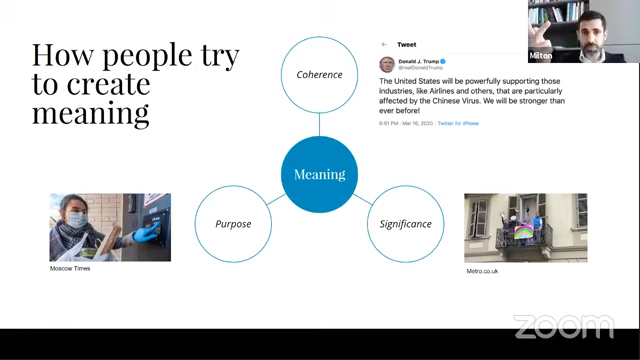 How people try
to create
meaning
Coherence
Meaning
Purpose
Significance
Tweet
Donald J. Trump
@realDonaldTrump
The United States will be powerfully supporting those
industries, like Airlines and others, that are particularly
affected by the Chinese Virus. We will be stronger than
ever before!
6:51 PM · Mar 16, 2020 · Twitter for iPhone
Milton
Moscow Times
Metro.co.uk
zoom